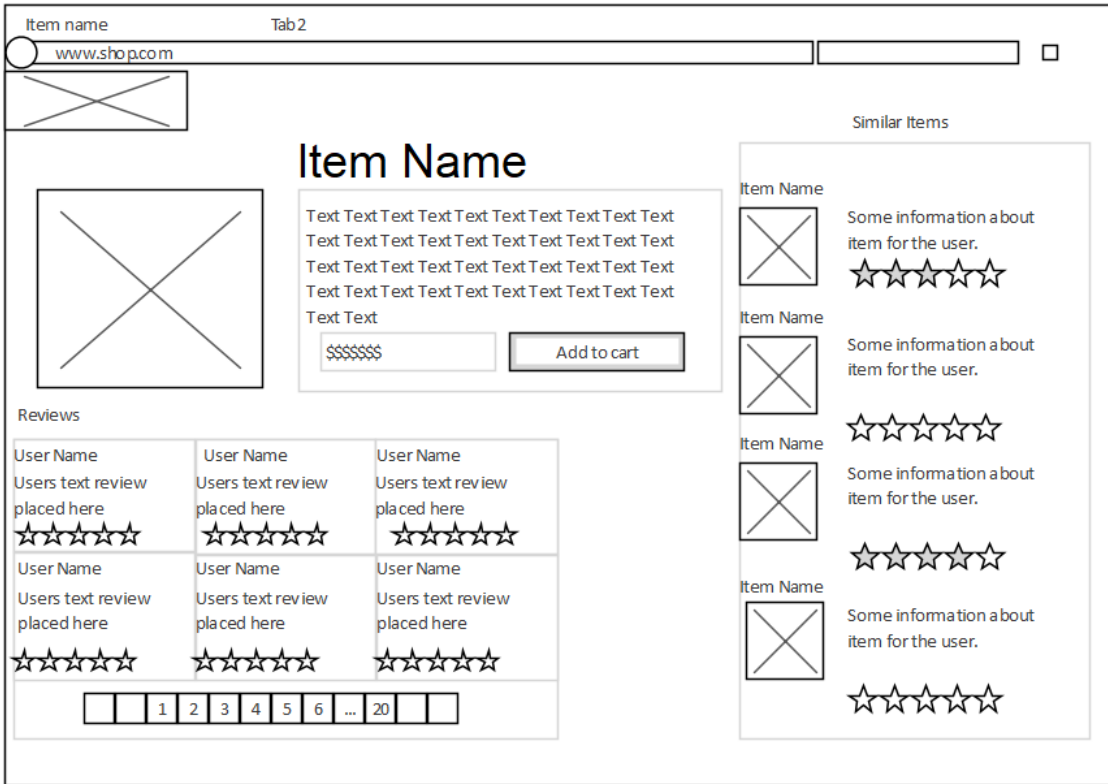 Item name
Tab2
www.shop.com
Similar Items
Item Name
Text Text Text Text Text Text Text Text Text Text
Text Text Text Text Text Text Text Text Text Text
Text Text Text Text Text Text Text Text Text Text
Text Text Text Text Text Text Text Text Text Text
Text Text
$$$$$$$
Add to cart
Item Name
Some information about
item for the user.
Item Name
Some information about
item for the user.
Item Name
Some information about
item for the user.
Item Name
Some information about
item for the user.
Reviews
User Name
Users text review
placed here
User Name
Users text review
placed here
User Name
Users text review
placed here
User Name
Users text review
placed here
User Name
Users text review
placed here
User Name
Users text review
placed here
1 2 3 4 5 6 ... 20